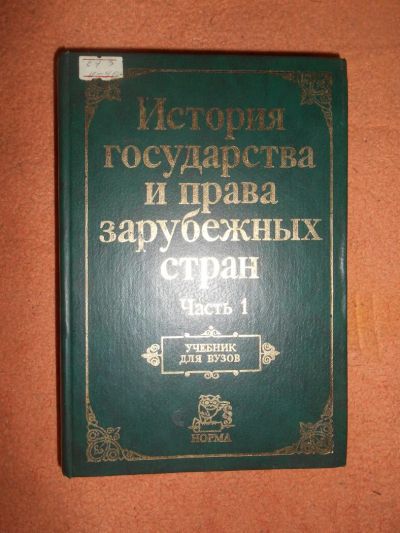 История
государства
и права
зарубежных
стран
Часть 1
УЧЕБНИК
ДЛЯ ВУЗОВ
НОРМА